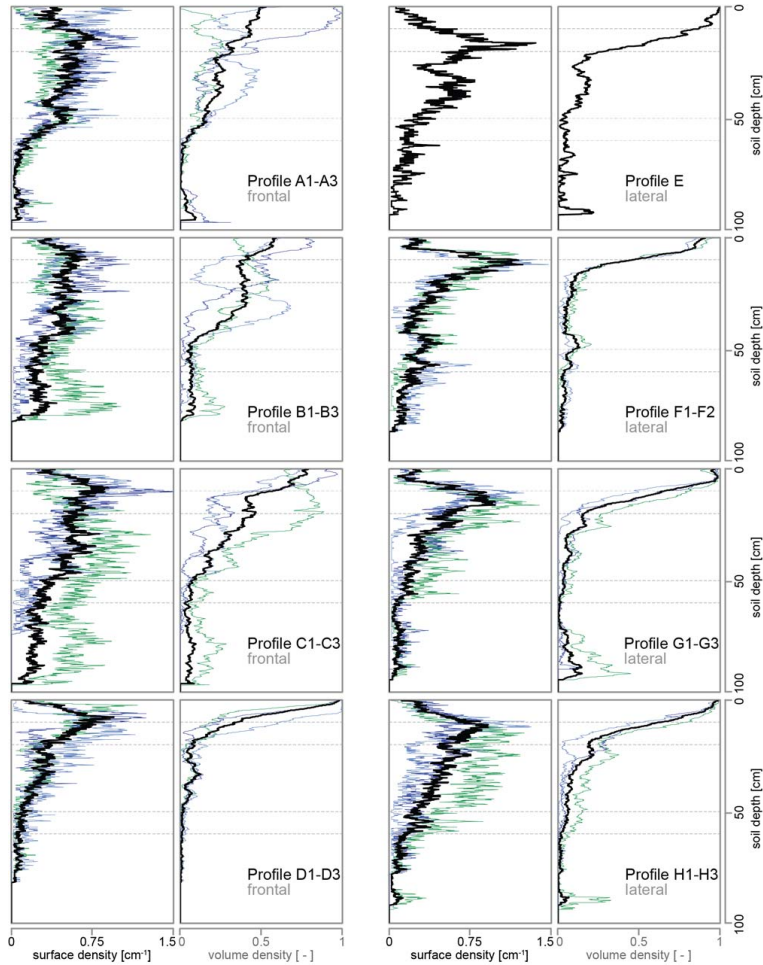 0
50
100
soil depth [cm]
Profile A1-A3
frontal
Profile E
lateral
0
50
100
soil depth [cm]
Profile B1-B3
frontal
Profile F1-F2
lateral
0
50
100
soil depth [cm]
Profile C1-C3
frontal
Profile G1-G3
lateral
0
50
100
soil depth [cm]
Profile D1-D3
frontal
Profile H1-H3
lateral
0 0.75 1.5 0.5 1 0 0.75 1.5 0.5 1
surface density [cm⁻¹] volume density [ - ] surface density [cm⁻¹] volume density [ - ]